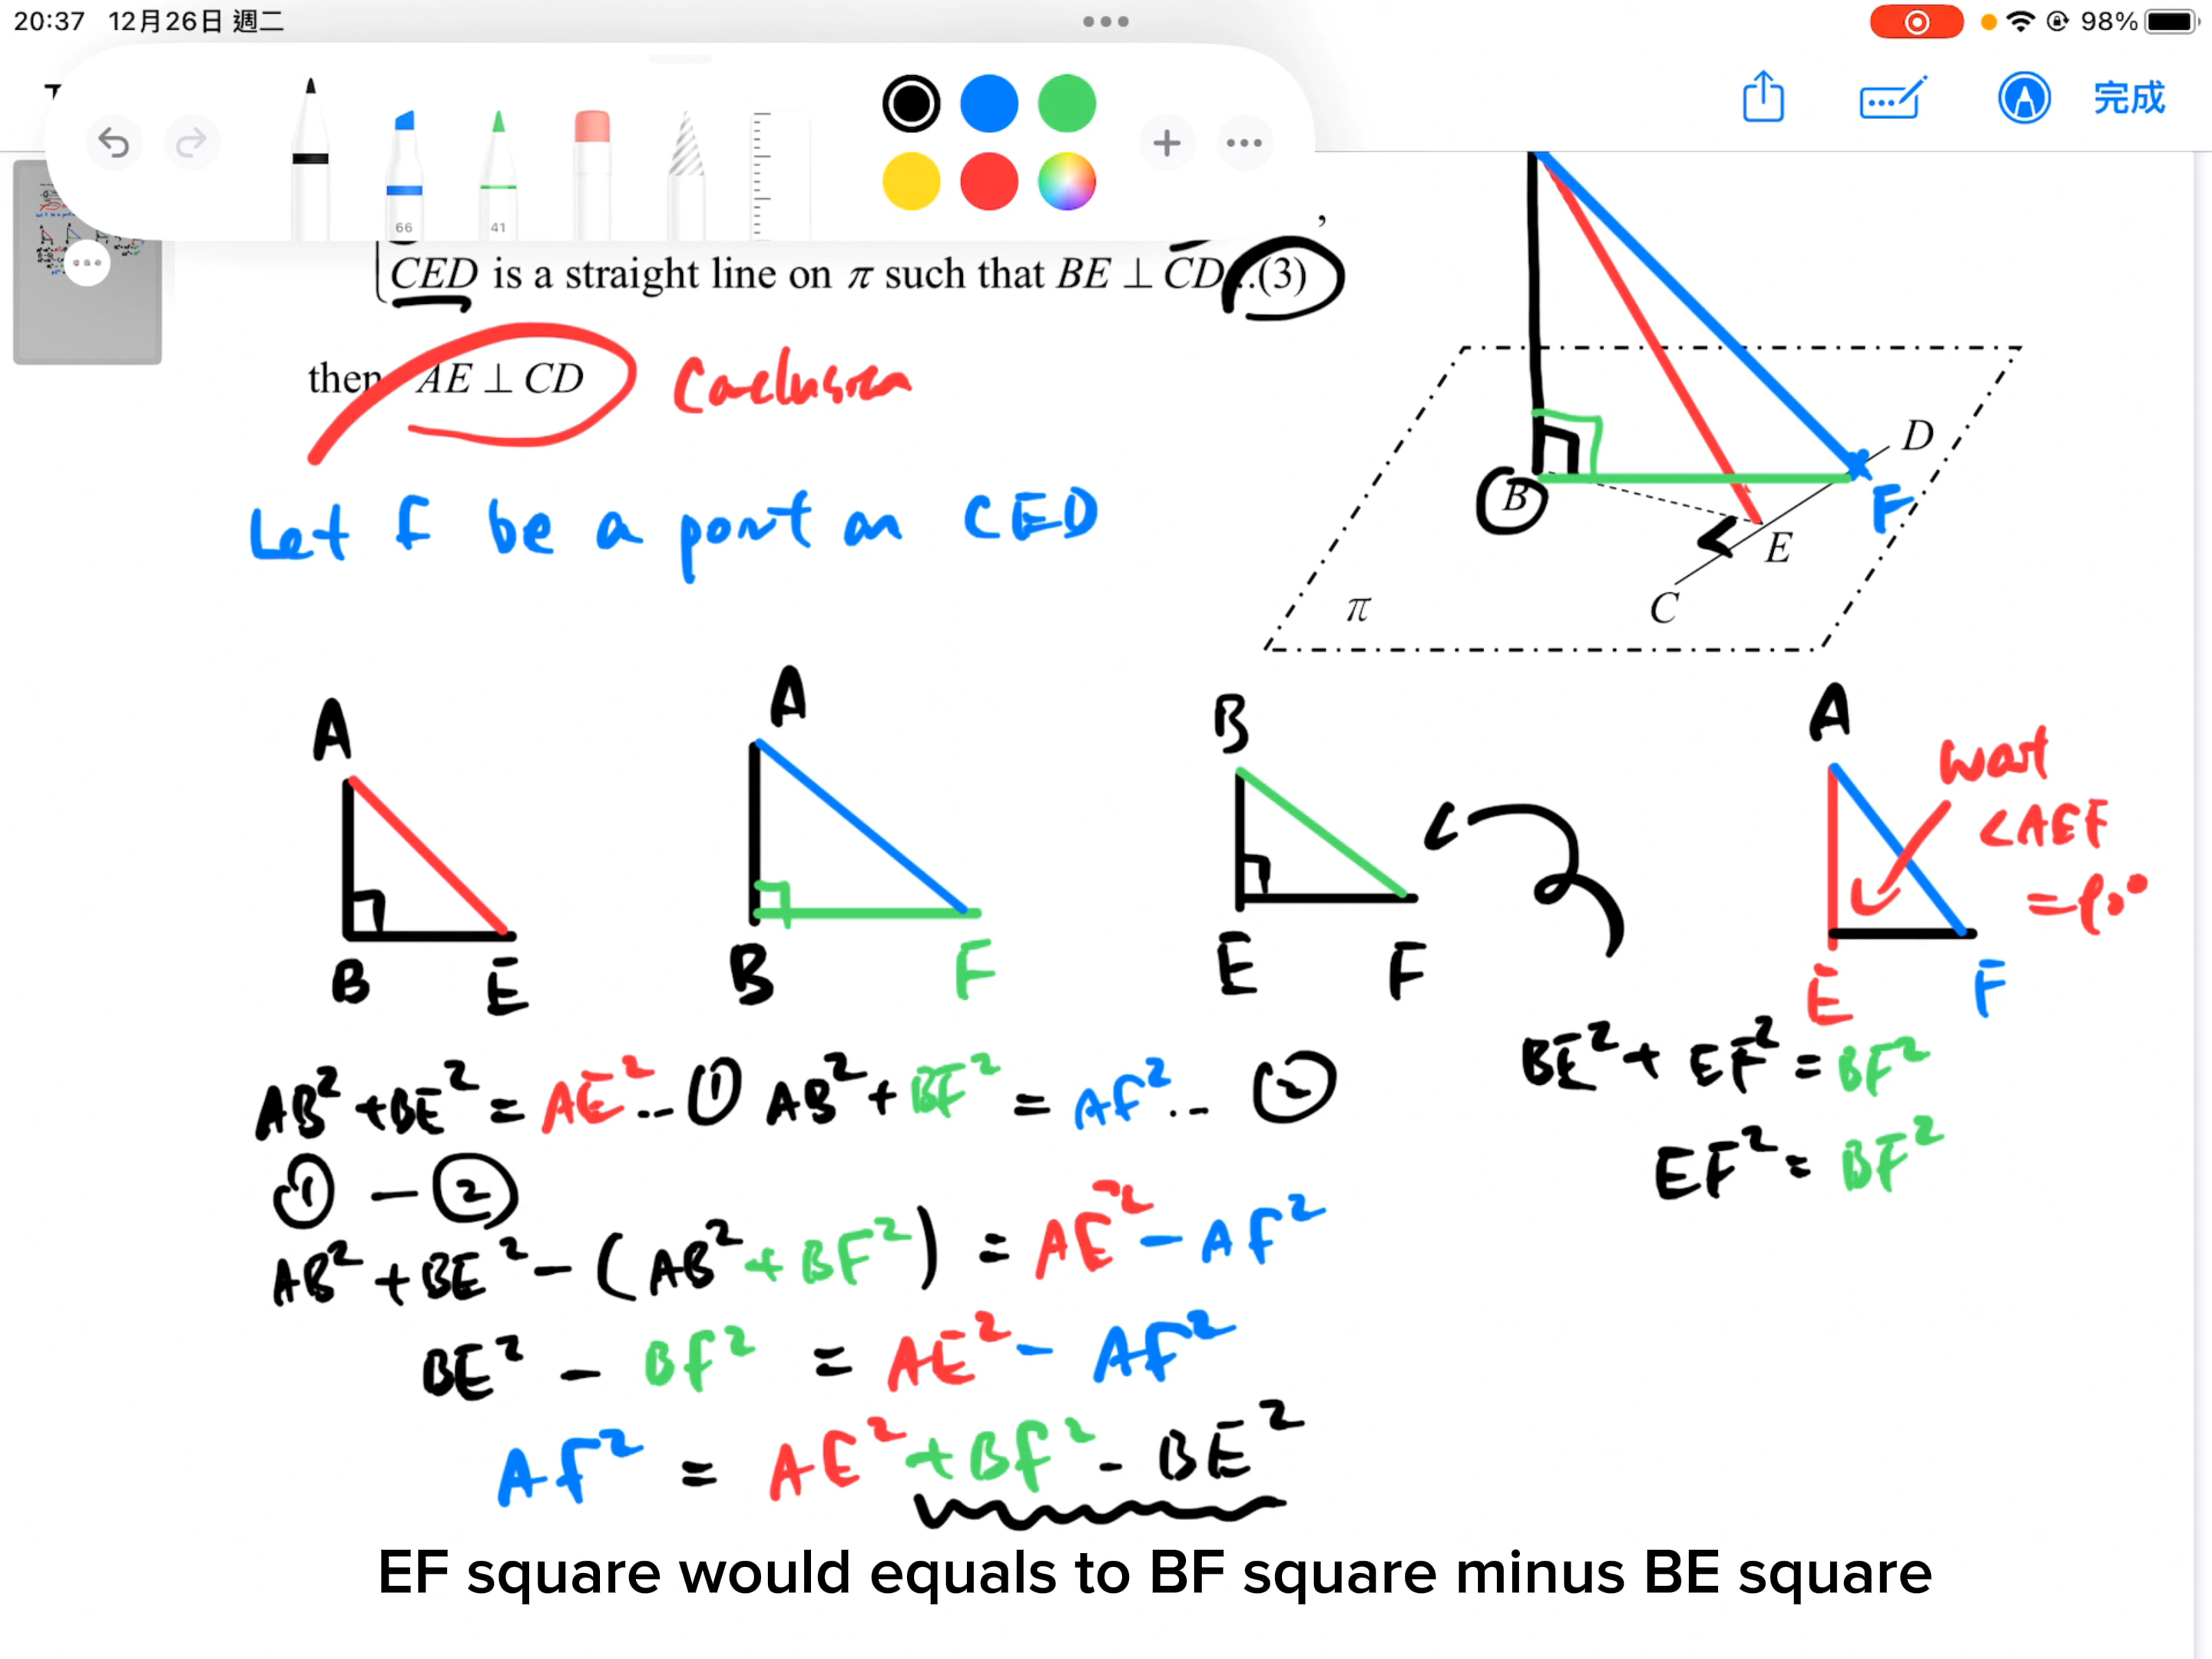 20:37 12月26日 週二
98%
完成
66
41
CED is a straight line on π such that BE ⊥ CD...(3)
then AE ⊥ CD
Conclusion
Let F be a point on CED
B
D
F
E
C
π
A
B
E
A
B
F
B
E
F
A
want
<AEF
= 90°
E
F
AB² + BE² = AE² -- ①
AB² + BF² = AF² -- ②
BE² + EF² = BF²
EF² = BF²
① - ②
AB² + BE² - (AB² + BF²) = AE² - AF²
BE² - BF² = AE² - AF²
AF² = AE² + BF² - BE²
EF square would equals to BF square minus BE square